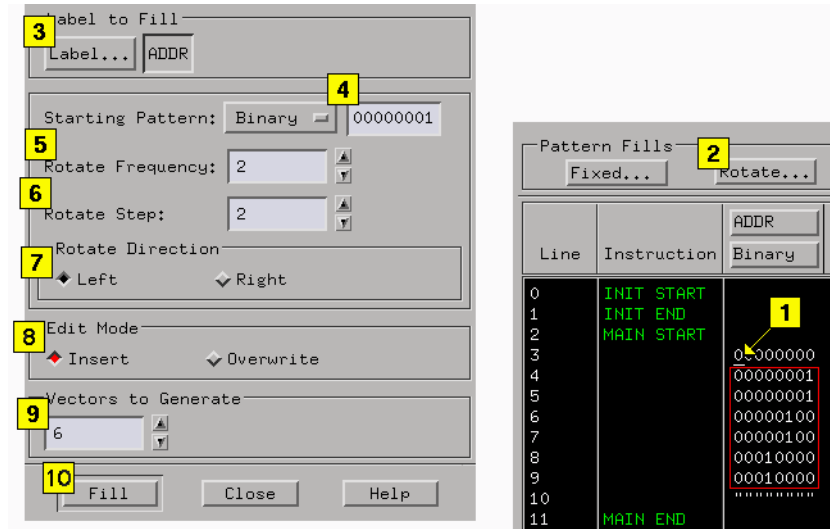 Label to Fill
3
Label... ADDR
4
Starting Pattern: Binary 00000001
5
Rotate Frequency: 2
6
Rotate Step: 2
Rotate Direction
7
Left Right
Edit Mode
8
Insert Overwrite
Vectors to Generate
9
6
10
Fill Close Help
Pattern Fills
2
Fixed... Rotate...
ADDR
Line Instruction Binary
0 INIT START
1 INIT END
1
2 MAIN START
3 00000000
4 00000001
5 00000001
6 00000100
7 00000100
8 00010000
9 00010000
10 """"""""
11 MAIN END